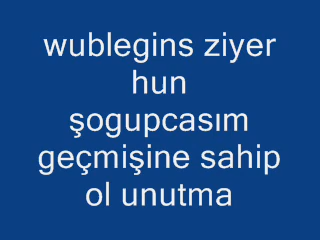 wublegins ziyer
hun
şogupcasım
geçmişine sahip
ol unutma